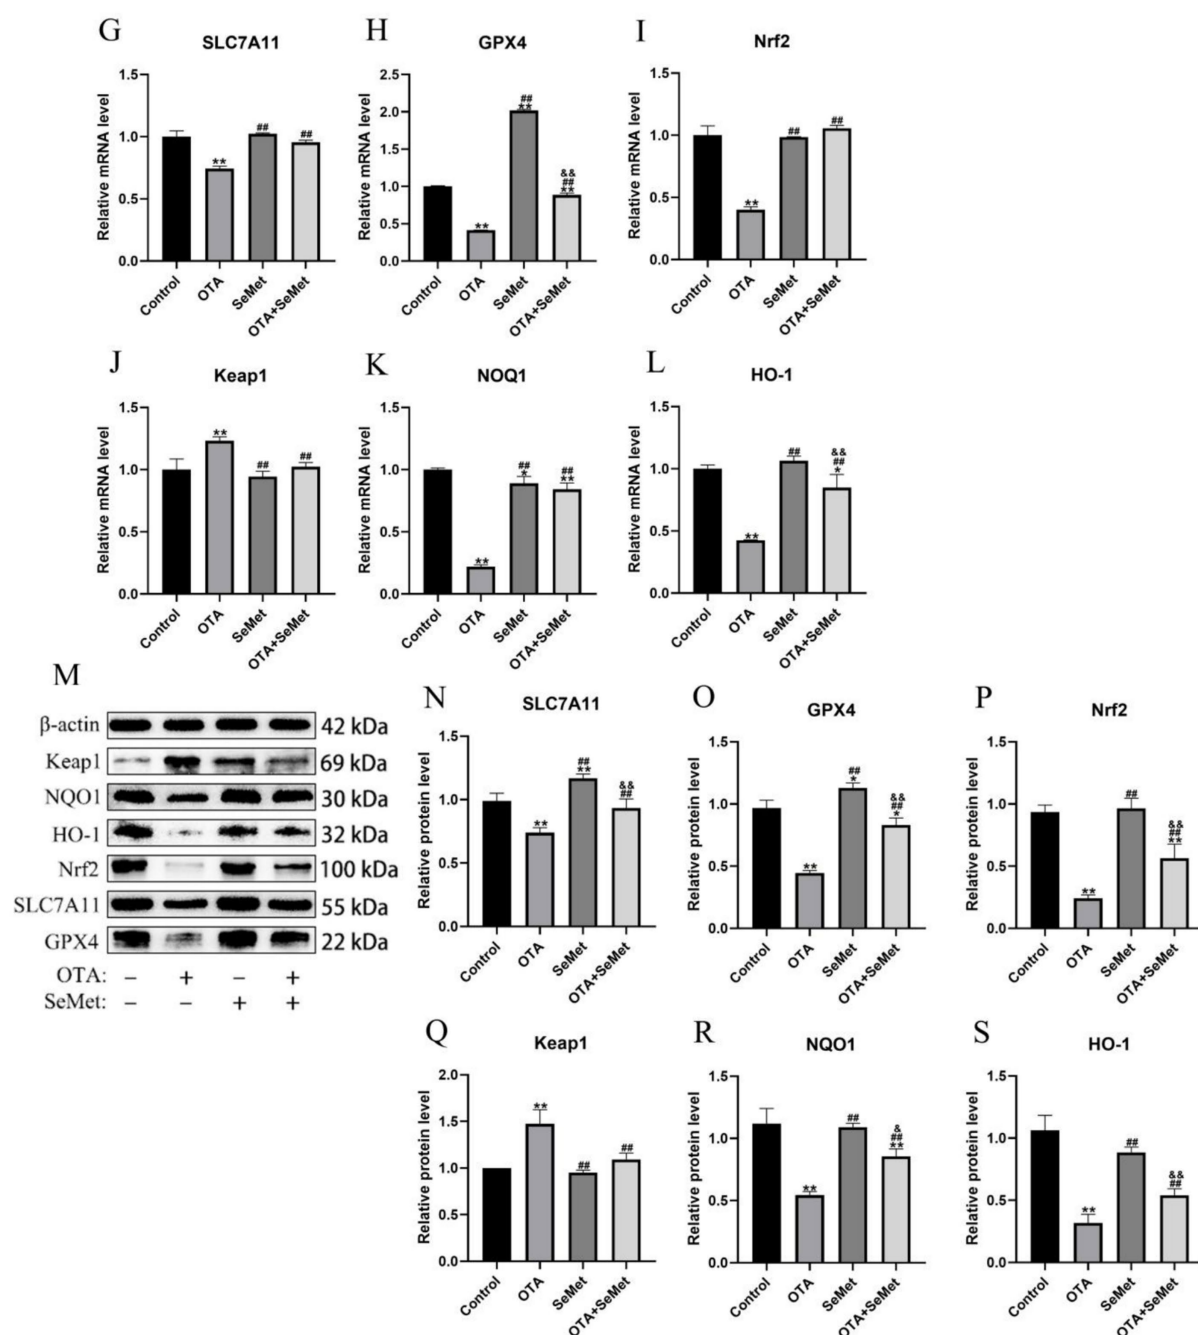 G
SLC7A11
Relative mRNA level
1.5
1.0
0.5
0.0
**
##
##
Control
OTA
SeMet
OTA+SeMet
H
GPX4
Relative mRNA level
2.5
2.0
1.5
1.0
0.5
0.0
**
##
**
&&
##
**
Control
OTA
SeMet
OTA+SeMet
I
Nrf2
Relative mRNA level
1.5
1.0
0.5
0.0
**
##
##
Control
OTA
SeMet
OTA+SeMet
J
Keap1
Relative mRNA level
1.5
1.0
0.5
0.0
**
##
##
Control
OTA
SeMet
OTA+SeMet
K
NOQ1
Relative mRNA level
1.5
1.0
0.5
0.0
**
##
*
##
**
Control
OTA
SeMet
OTA+SeMet
L
HO-1
Relative mRNA level
1.5
1.0
0.5
0.0
**
##
&&
##
*
Control
OTA
SeMet
OTA+SeMet
M
β-actin 42 kDa
Keap1 69 kDa
NQO1 30 kDa
HO-1 32 kDa
Nrf2 100 kDa
SLC7A11 55 kDa
GPX4 22 kDa
OTA: – + – +
SeMet: – – + +
N
SLC7A11
Relative protein level
1.5
1.0
0.5
0.0
**
##
**
&&
##
Control
OTA
SeMet
OTA+SeMet
O
GPX4
Relative protein level
1.5
1.0
0.5
0.0
**
##
*
&&
##
*
Control
OTA
SeMet
OTA+SeMet
P
Nrf2
Relative protein level
1.5
1.0
0.5
0.0
**
##
&&
##
**
Control
OTA
SeMet
OTA+SeMet
Q
Keap1
Relative protein level
2.0
1.5
1.0
0.5
0.0
**
##
##
Control
OTA
SeMet
OTA+SeMet
R
NQO1
Relative protein level
1.5
1.0
0.5
0.0
**
##
&
##
**
Control
OTA
SeMet
OTA+SeMet
S
HO-1
Relative protein level
1.5
1.0
0.5
0.0
**
##
&&
##
Control
OTA
SeMet
OTA+SeMet